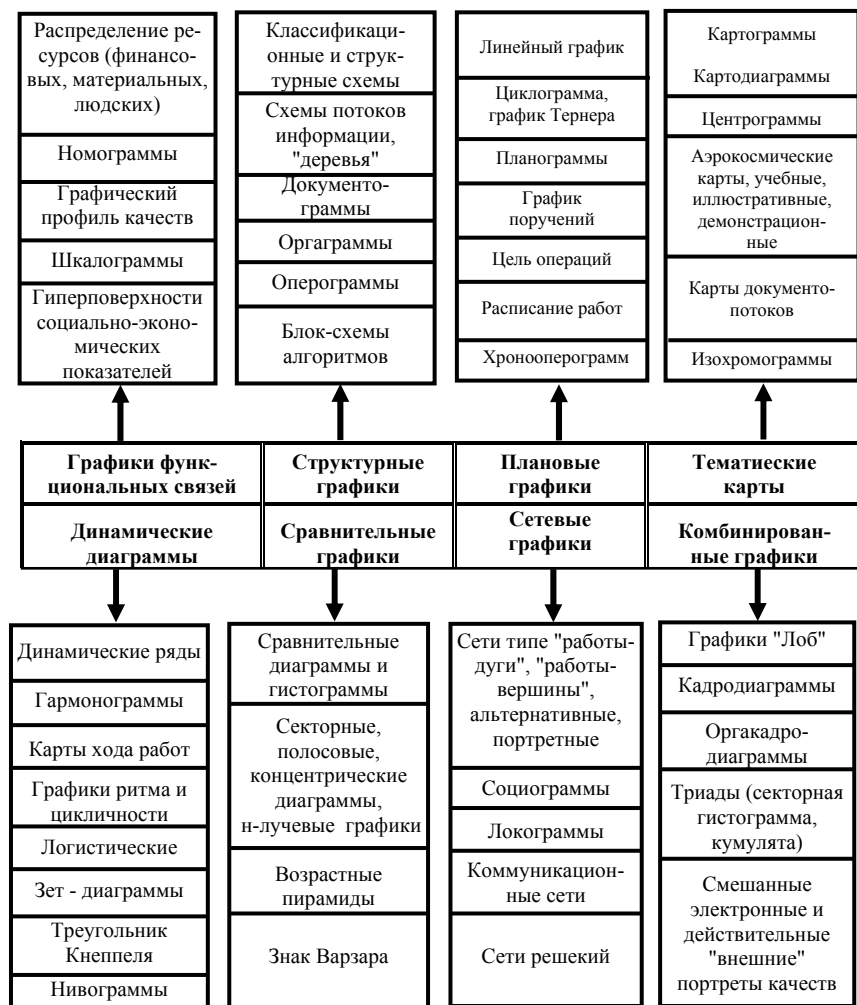 Распределение ре-
сурсов (финансо-
вых, материальных,
людских)
Номограммы
Графический
профиль качеств
Шкалограммы
Гиперповерхности
социально-эконо-
мических
показателей
Классификаци-
онные и струк-
турные схемы
Схемы потоков
информации,
"деревья"
Документо-
граммы
Оргаграммы
Оперограммы
Блок-схемы
алгоритмов
Линейный график
Циклограмма,
график Тернера
Планограммы
График
поручений
Цель операций
Расписание работ
Хронооперограмм
Картограммы
Картодиаграммы
Центрограммы
Аэрокосмические
карты, учебные,
иллюстративные,
демонстрацион-
ные
Карты документо-
потоков
Изохромограммы
Графики функ-
циональных связей
Структурные
графики
Плановые
графики
Тематиеские
карты
Динамические
диаграммы
Сравнительные
графики
Сетевые
графики
Комбинирован-
ные графики
Динамические ряды
Гармонограммы
Карты хода работ
Графики ритма и
цикличности
Логистические
Зет - диаграммы
Треугольник
Кнеппеля
Нивограммы
Сравнительные
диаграммы и
гистограммы
Секторные,
полосовые,
концентрические
диаграммы,
н-лучевые графики
Возрастные
пирамиды
Знак Варзара
Сети типе "работы-
дуги", "работы-
вершины",
альтернативные,
портретные
Социограммы
Локограммы
Коммуникацион-
ные сети
Сети решекий
Графики "Лоб"
Кадродиаграммы
Оргакадро-
диаграммы
Триады (секторная
гистограмма,
кумулята)
Смешанные
электронные и
действительные
"внешние"
портреты качеств